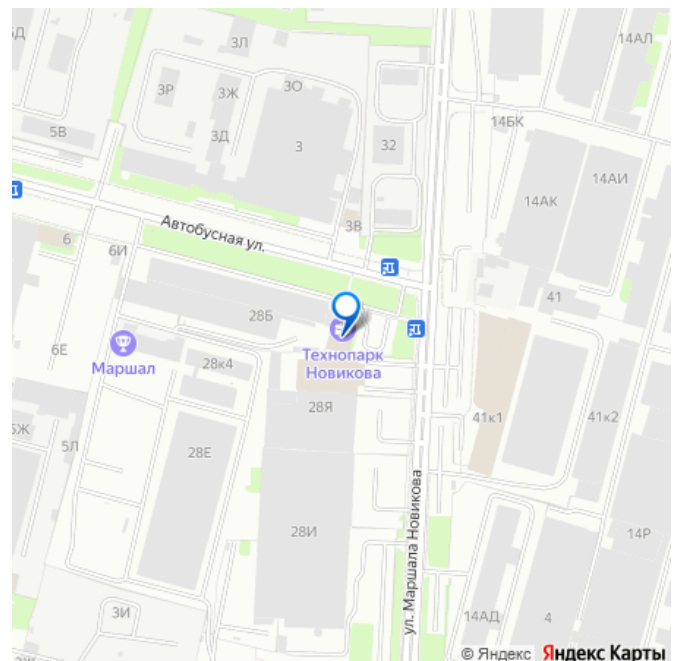 5Д
3Л
14АЛ
3Р
3Ж
3О
5В
3Д
3
32
14БК
14АИ
14АК
Автобусная ул.
3В
6
6И
41
28Б
6Е
Маршал
28к4
Технопарк
Новикова
28Я
41к1
41к2
5Ж
5Л
28Е
ул. Маршала Новикова
28И
14Р
3И
14АД
4
© Яндекс Яндекс Карты